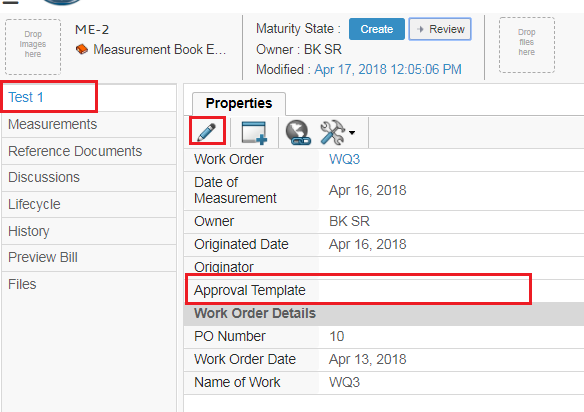 Drop
images
here
ME-2
Measurement Book E...
Maturity State : Create Review
Owner : BK SR
Modified : Apr 17, 2018 12:05:06 PM
Drop
files
here
Test 1
Measurements
Reference Documents
Discussions
Lifecycle
History
Preview Bill
Files
Properties
Work Order WQ3
Date of
Measurement Apr 16, 2018
Owner BK SR
Originated Date Apr 16, 2018
Originator
Approval Template
Work Order Details
PO Number 10
Work Order Date Apr 13, 2018
Name of Work WQ3